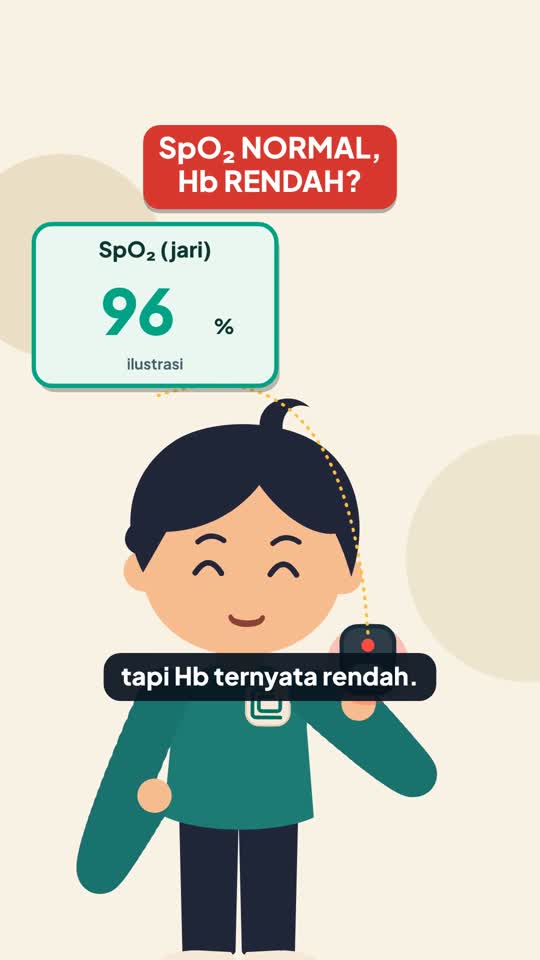 SpO₂ NORMAL,
Hb RENDAH?
SpO₂ (jari)
96 %
ilustrasi
tapi Hb ternyata rendah.